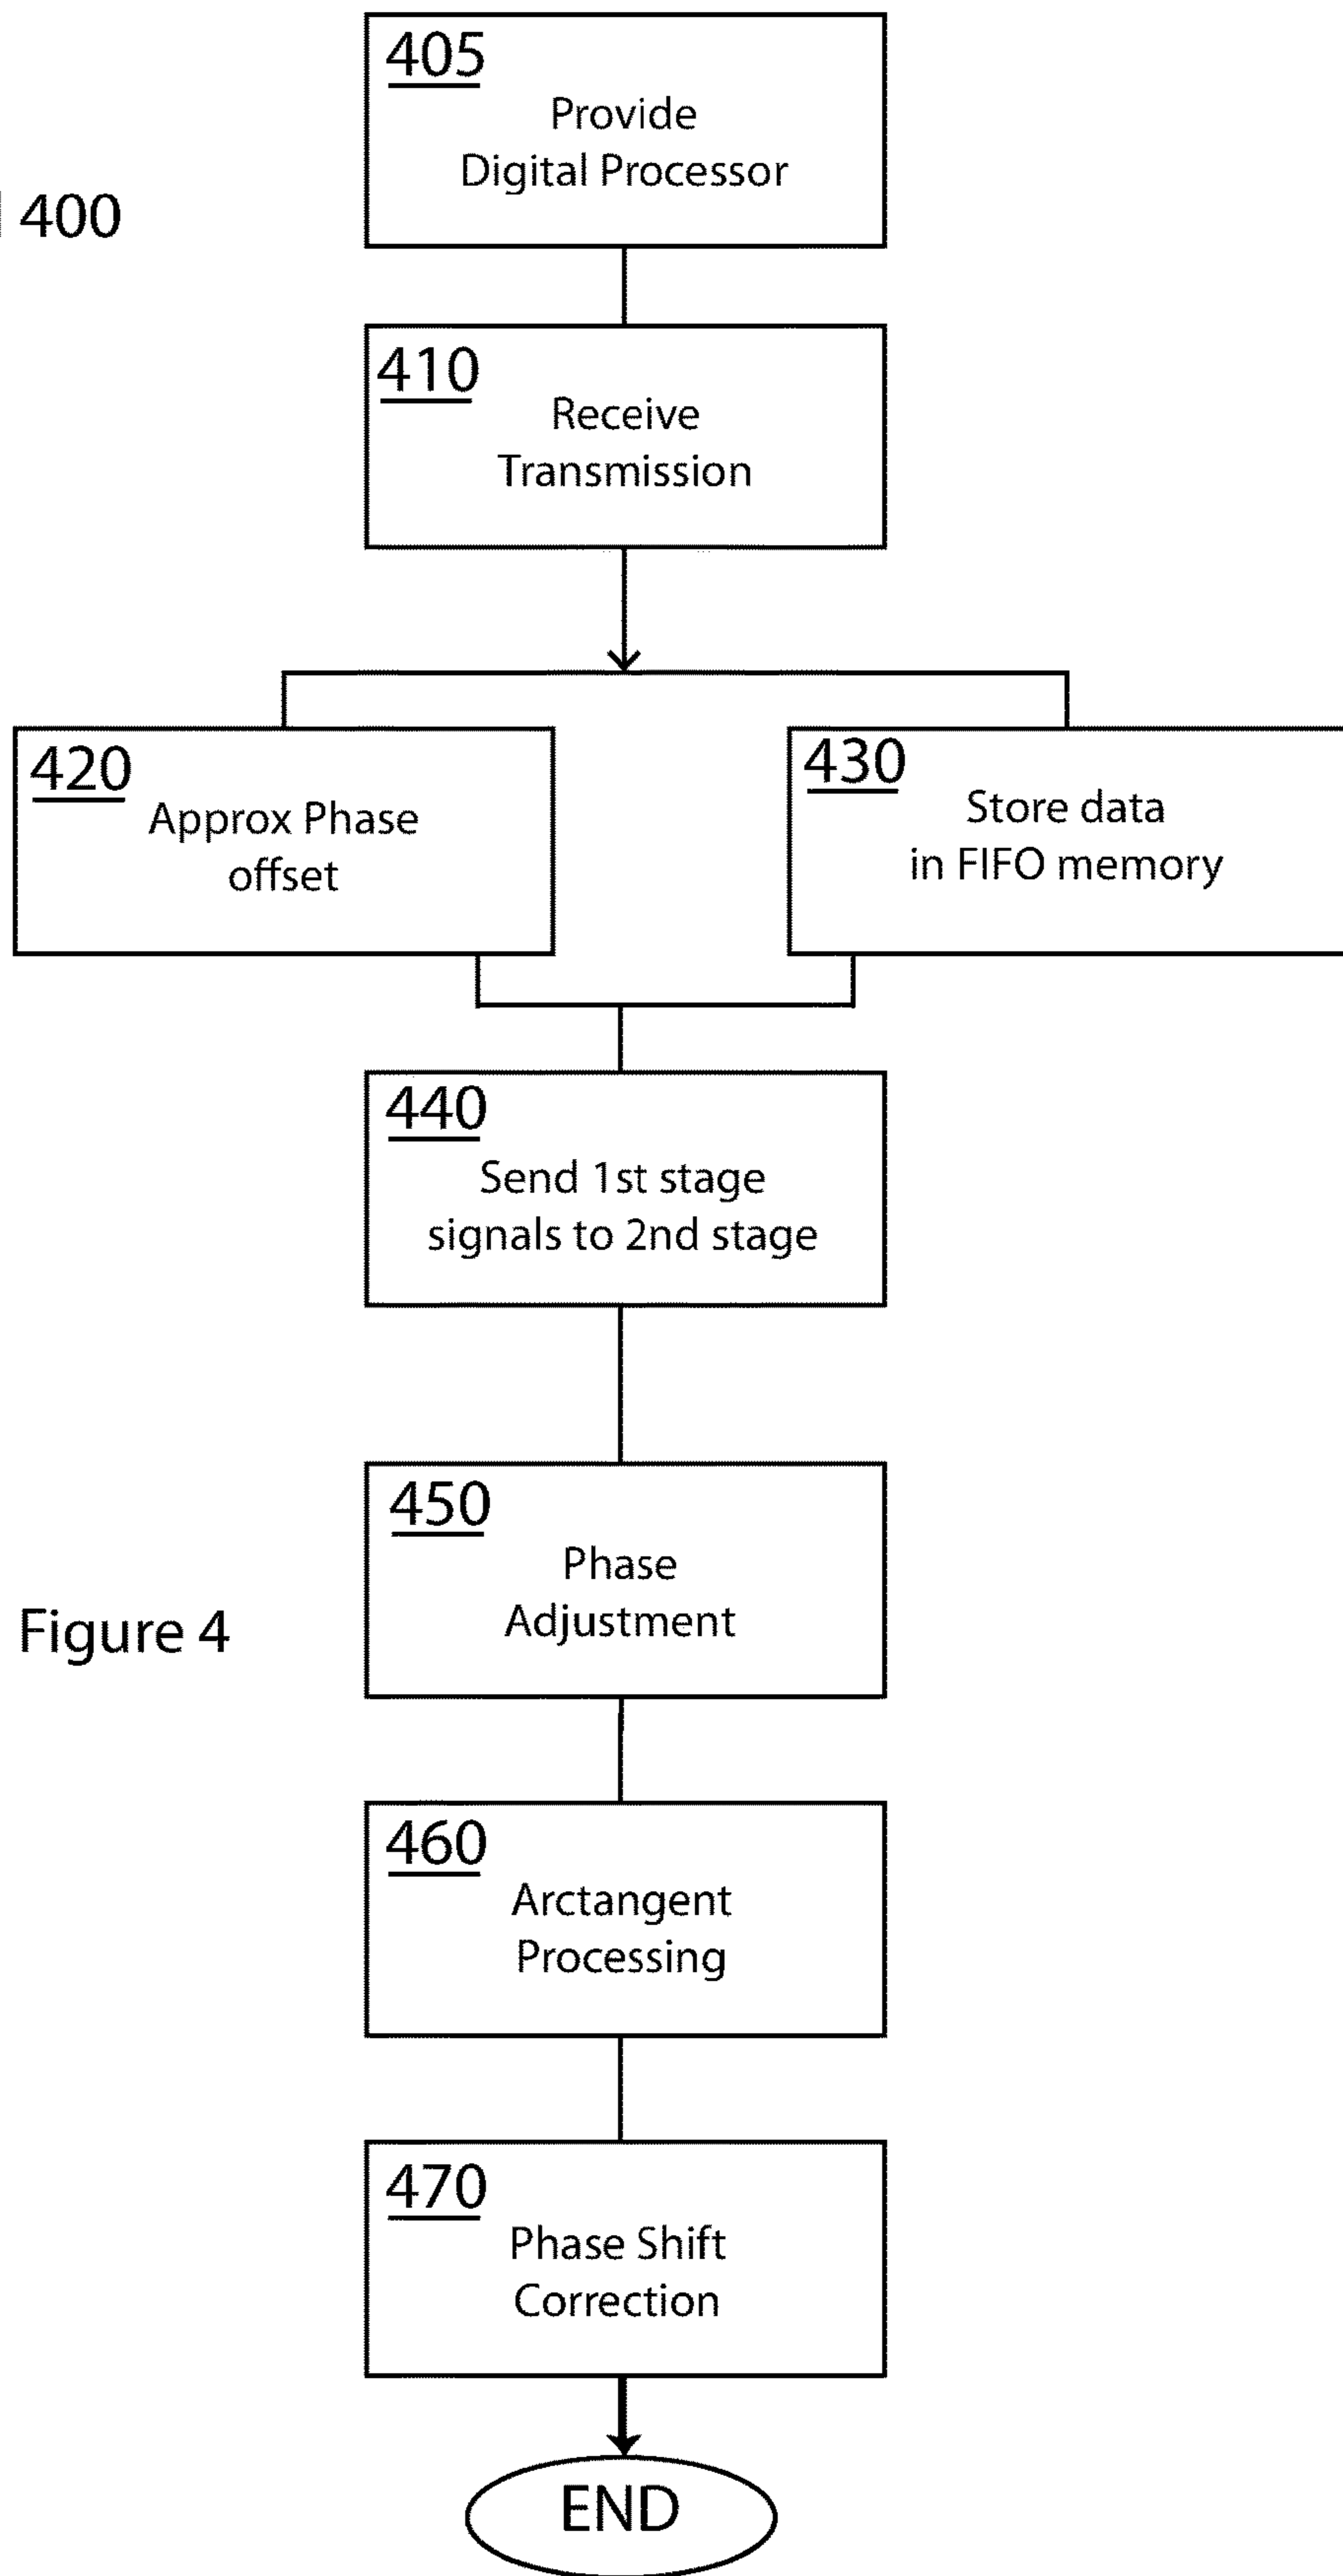 405
Provide
Digital Processor
400
410
Receive
Transmission
420
Approx Phase
offset
430
Store data
in FIFO memory
440
Send 1st stage
signals to 2nd stage
450
Phase
Adjustment
Figure 4
460
Arctangent
Processing
470
Phase Shift
Correction
END